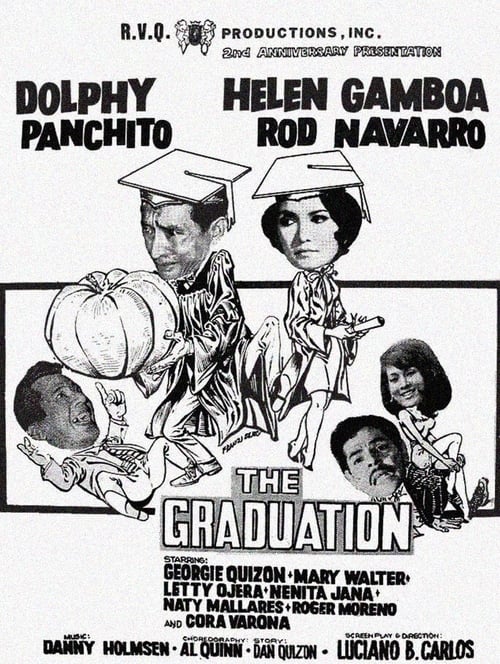 R.V.Q. PRODUCTIONS, INC.
2nd ANNIVERSARY PRESENTATION
DOLPHY HELEN GAMBOA
PANCHITO ROD NAVARRO
THE
GRADUATION
STARRING:
GEORGIE QUIZON • MARY WALTER •
LETTY OJERA • NENITA JANA •
NATY MALLARES • ROGER MORENO
AND CORA VARONA
MUSIC: CHOREOGRAPHY: STORY: SCREENPLAY & DIRECTION:
DANNY HOLMSEN • AL QUINN • DAN QUIZON • LUCIANO B. CARLOS